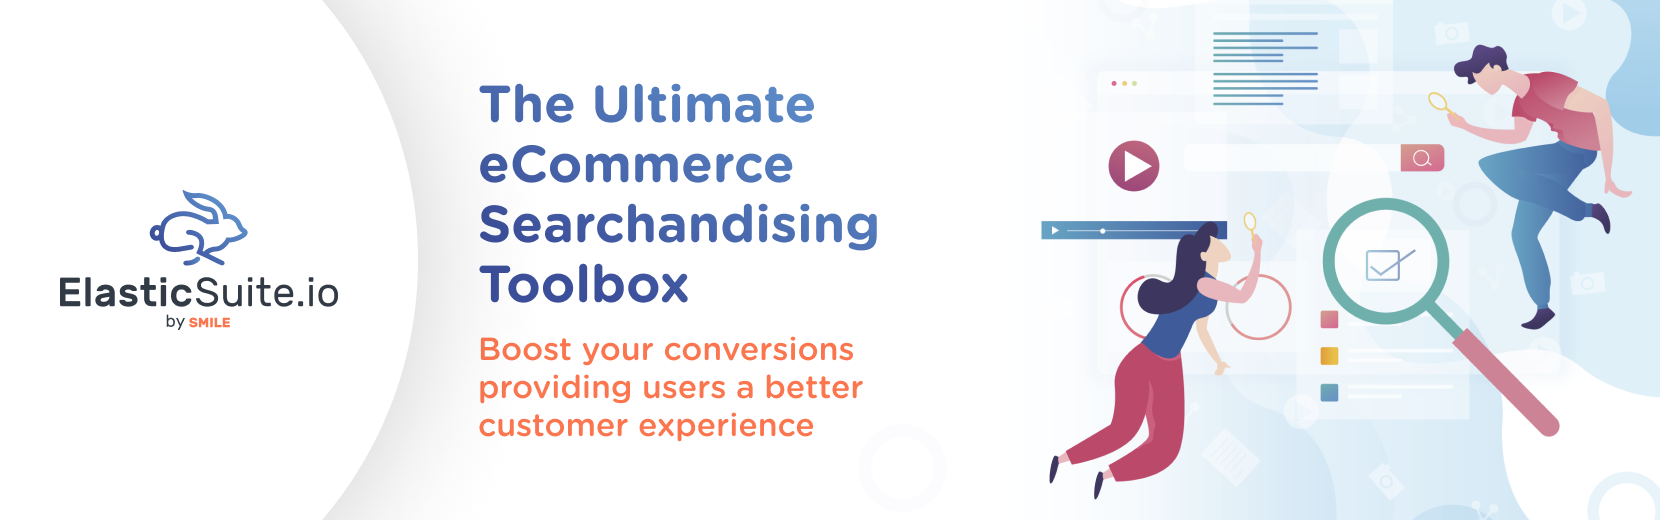 ElasticSuite.io
by SMILE
The Ultimate
eCommerce
Searchandising
Toolbox
Boost your conversions
providing users a better
customer experience